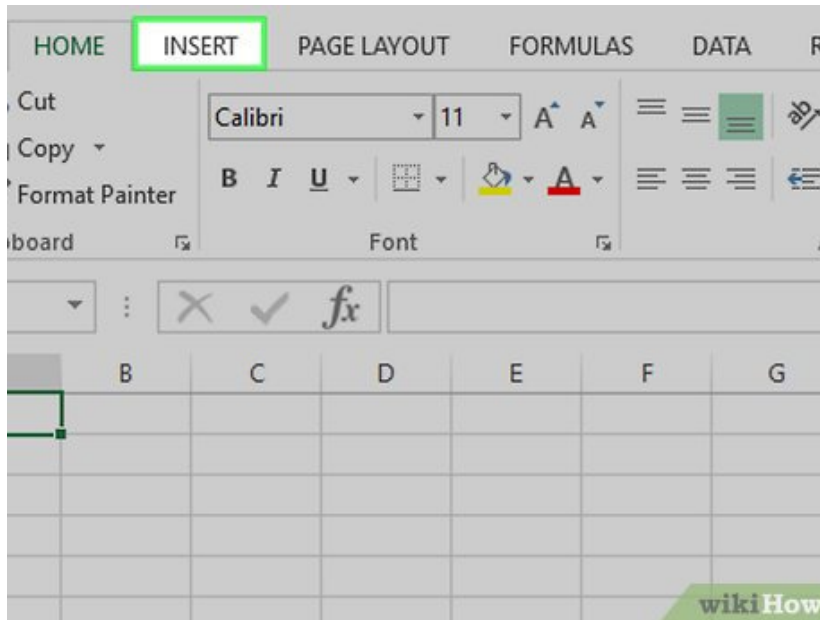 HOME INSERT PAGE LAYOUT FORMULAS DATA
Cut
Calibri 11 A A
Copy
B I U A
Format Painter
Font
fx
B C D E F G
wikiHow